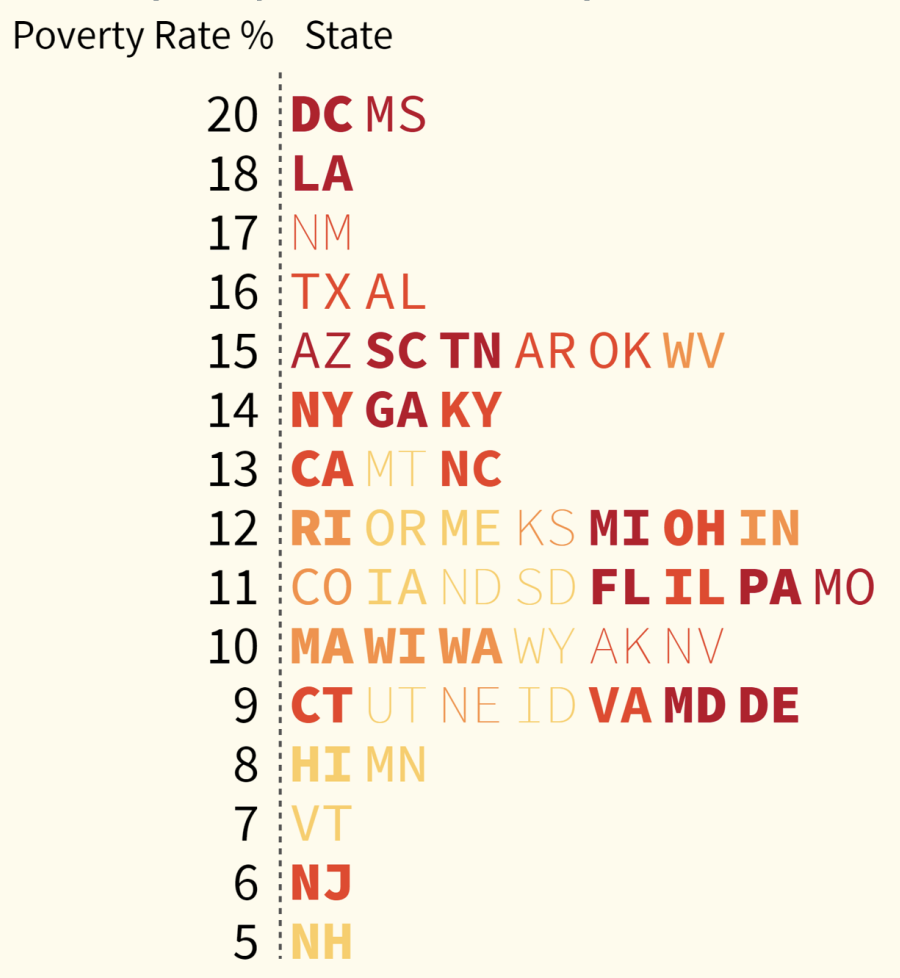 Poverty Rate % State
20 DC MS
18 LA
17 NM
16 TX AL
15 AZ SC TN AR OK WV
14 NY GA KY
13 CA MT NC
12 RI OR ME KS MI OH IN
11 CO IA ND SD FL IL PA MO
10 MA WI WA WY AK NV
9 CT UT NE ID VA MD DE
8 HI MN
7 VT
6 NJ
5 NH